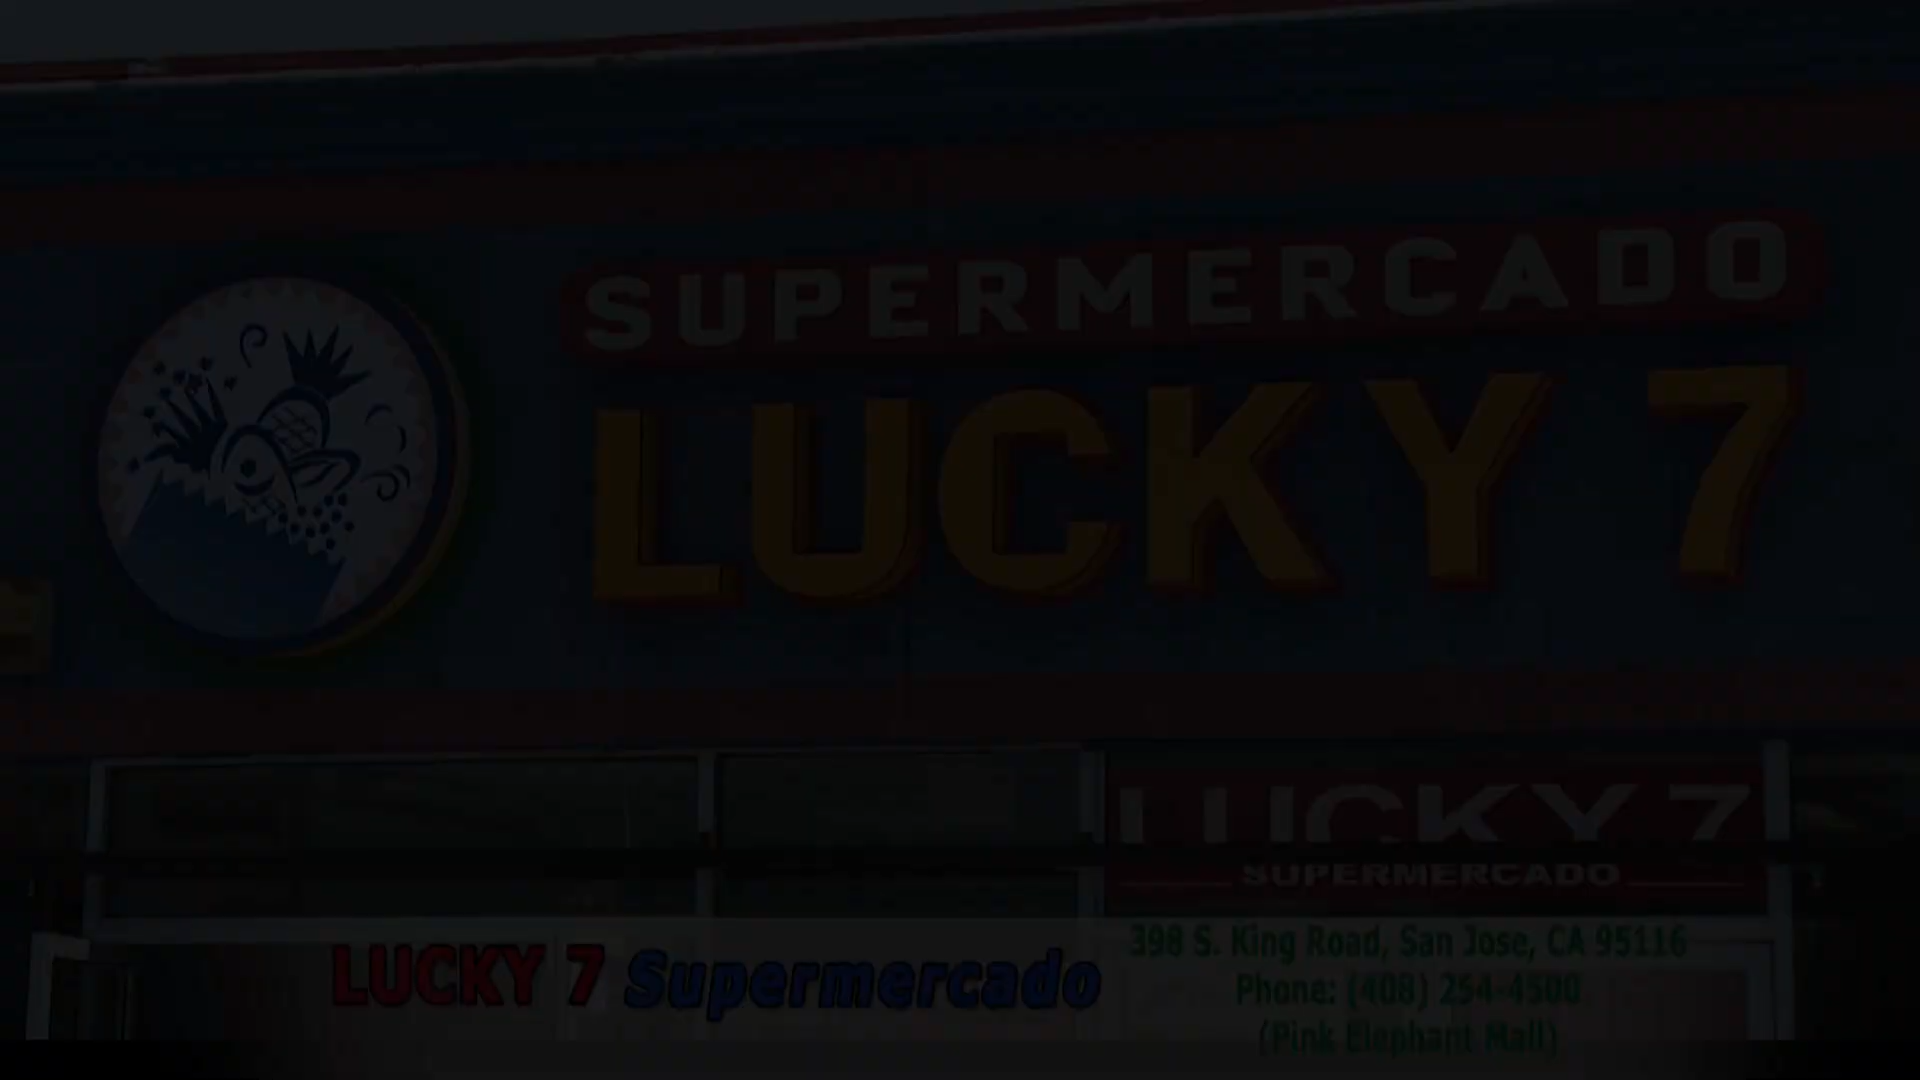 SUPERMERCADO
LUCKY 7
LUCKY 7
SUPERMERCADO
LUCKY 7 Supermercado
398 S. King Road, San Jose, CA 95116
Phone: (408) 254-4500
(Pink Elephant Mall)